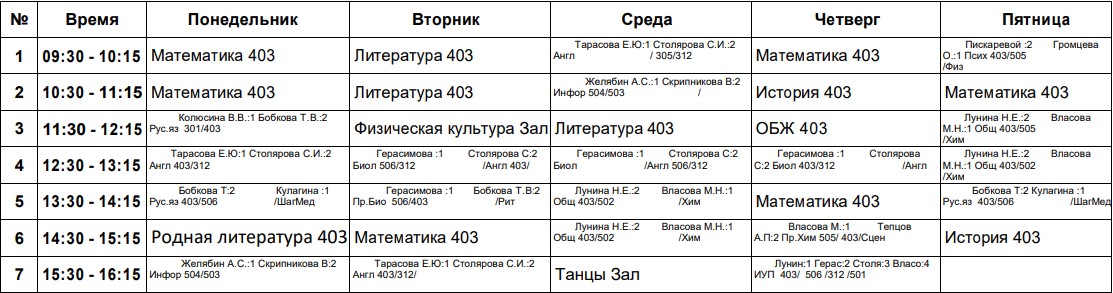 № Время Понедельник Вторник Среда Четверг Пятница
1 09:30 - 10:15 Математика 403 Литература 403 Тарасова Е.Ю:1 Столярова С.И.:2 Англ / 305/312 Математика 403 Пискаревой :2 Громцева О.:1 Псих 403/505 /Физ
2 10:30 - 11:15 Математика 403 Литература 403 Желябин А.С.:1 Скрипникова В:2 Инфор 504/503 / История 403 Математика 403
3 11:30 - 12:15 Колюсина В.В.:1 Бобкова Т.В.:2 Рус.яз 301/403 Физическая культура Зал Литература 403 ОБЖ 403 Лунина Н.Е.:2 Власова М.Н.:1 Общ 403/505 /Хим
4 12:30 - 13:15 Тарасова Е.Ю:1 Столярова С.И.:2 Англ 403/312 Герасимова :1 Столярова С:2 Биол 506/312 /Англ 403/ Герасимова :1 Столярова С:2 Биол /Англ 506/312 Герасимова :1 Столярова С:2 Биол 403/312 /Англ Лунина Н.Е.:2 Власова М.Н.:1 Общ 403/502 /Хим
5 13:30 - 14:15 Бобкова Т:2 Кулагина :1 Рус.яз 403/506 /ШагМед Герасимова :1 Бобкова Т.В:2 Пр.Био 506/403 /Рит Лунина Н.Е.:2 Власова М.Н.:1 Общ 403/502 /Хим Математика 403 Бобкова Т:2 Кулагина :1 Рус.яз 403/506 /ШагМед
6 14:30 - 15:15 Родная литература 403 Математика 403 Лунина Н.Е.:2 Власова М.Н.:1 Общ 403/502 /Хим Власова М.:1 Тепцов А.П:2 Пр.Хим 505/ 403/Сцен История 403
7 15:30 - 16:15 Желябин А.С.:1 Скрипникова В:2 Инфор 504/503 Тарасова Е.Ю:1 Столярова С.И.:2 Англ 403/312/ Танцы Зал Лунин:1 Герас:2 Столя:3 Власо:4 ИУП 403/ 506 /312 /501